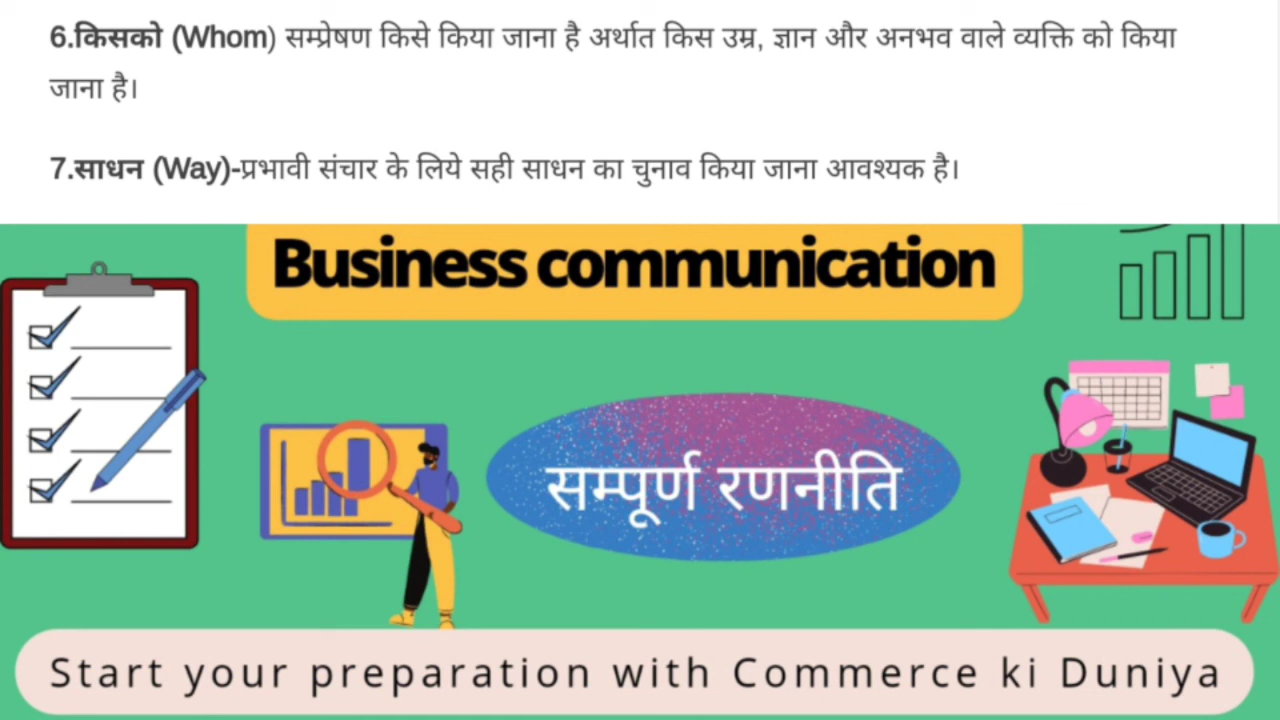 6.किसको (Whom) सम्प्रेषण किसे किया जाना है अर्थात किस उम्र, ज्ञान और अनभव वाले व्यक्ति को किया
जाना है।
7.साधन (Way)-प्रभावी संचार के लिये सही साधन का चुनाव किया जाना आवश्यक है।
Business communication
सम्पूर्ण रणनीति
Start your preparation with Commerce ki Duniya